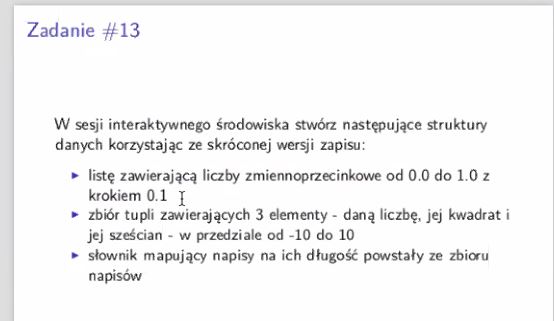 Zadanie #13
W sesji interaktywnego środowiska stwórz następujące struktury
danych korzystając ze skróconej wersji zapisu:
▶ listę zawierającą liczby zmiennoprzecinkowe od 0.0 do 1.0 z
krokiem 0.1
▶ zbiór tupli zawierających 3 elementy - daną liczbę, jej kwadrat i
jej sześcian - w przedziale od -10 do 10
▶ słownik mapujący napisy na ich długość powstały ze zbioru
napisów